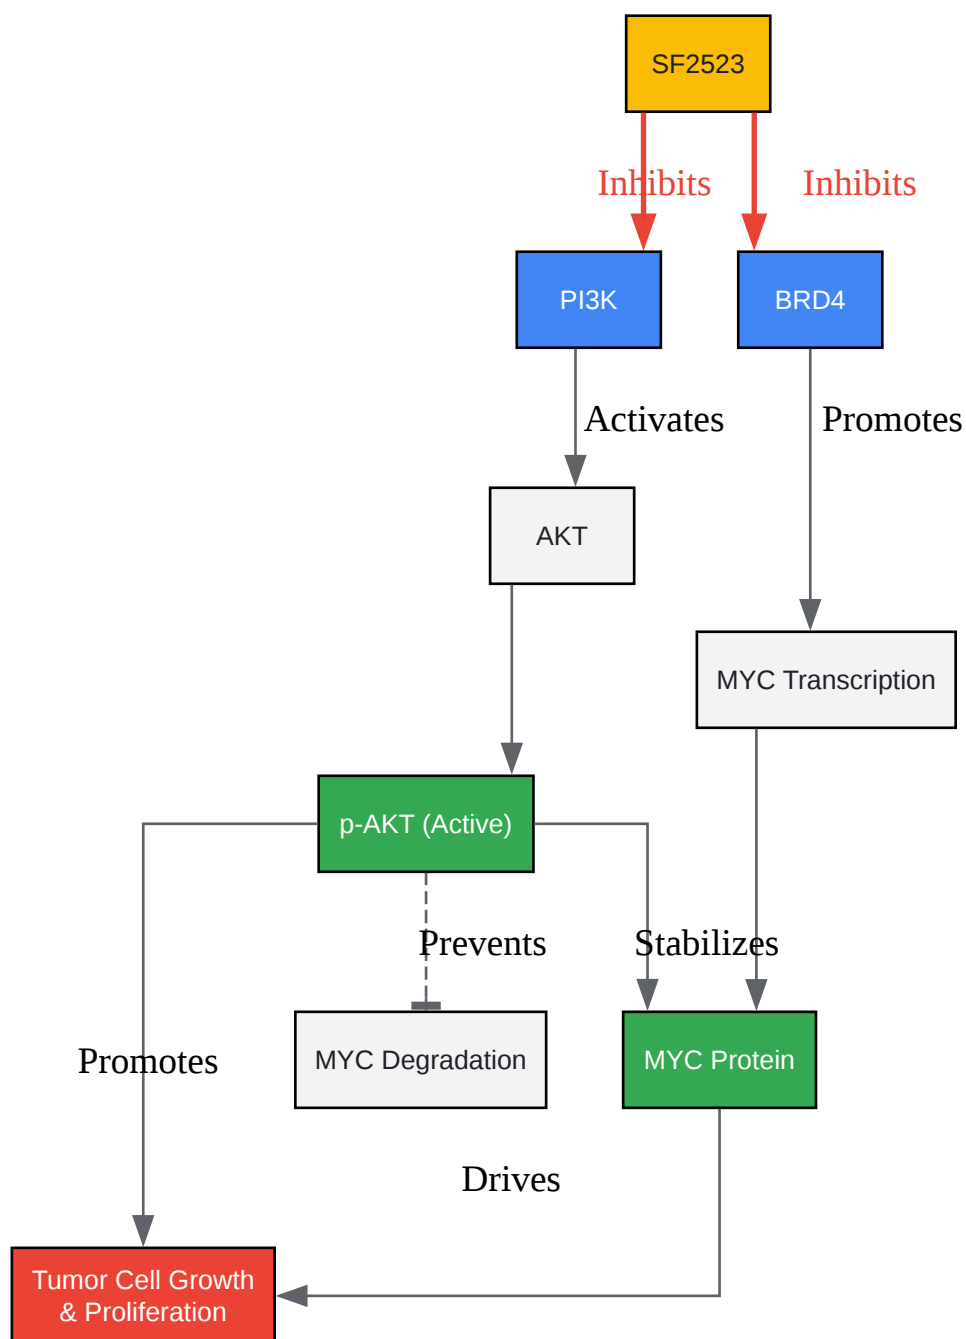 SF2523
Inhibits
Inhibits
PI3K
BRD4
Activates
Promotes
AKT
MYC Transcription
p-AKT (Active)
Prevents
Stabilizes
MYC Degradation
MYC Protein
Promotes
Drives
Tumor Cell Growth
& Proliferation